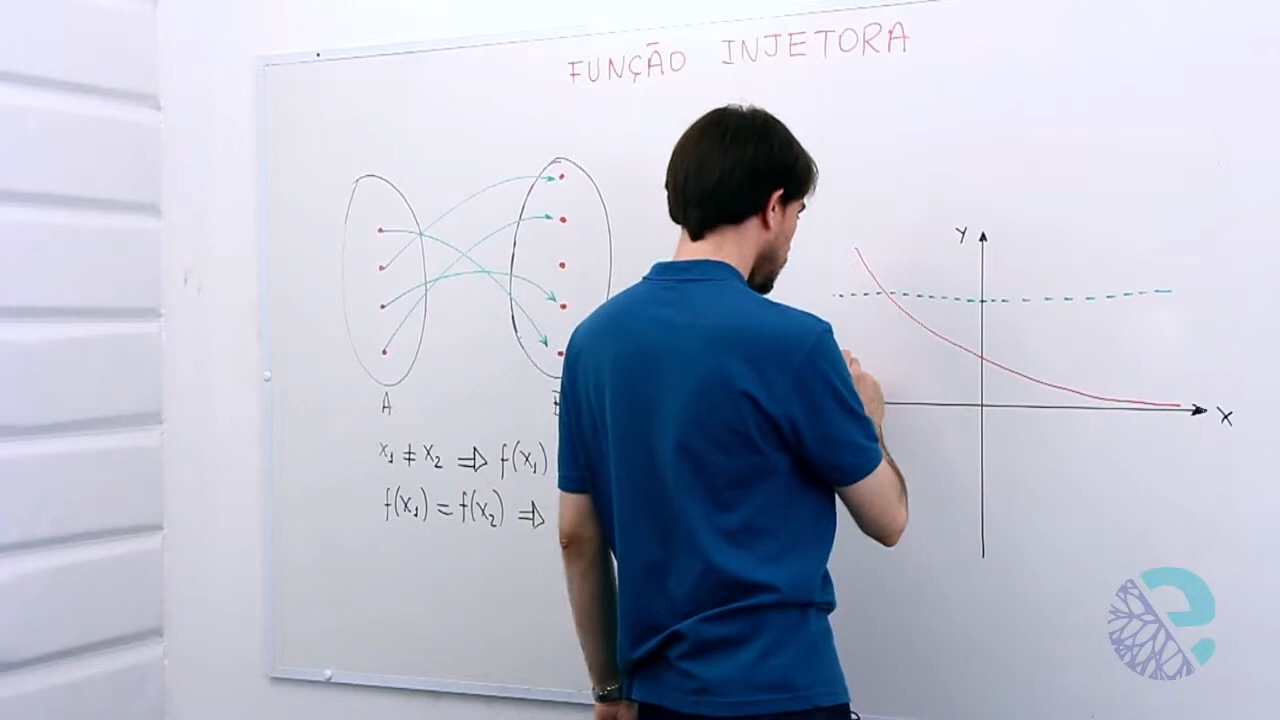 FUNÇÃO INJETORA
A
Y
X
x₁ ≠ x₂ ⇒ f(x₁)
f(x₁) = f(x₂) ⇒